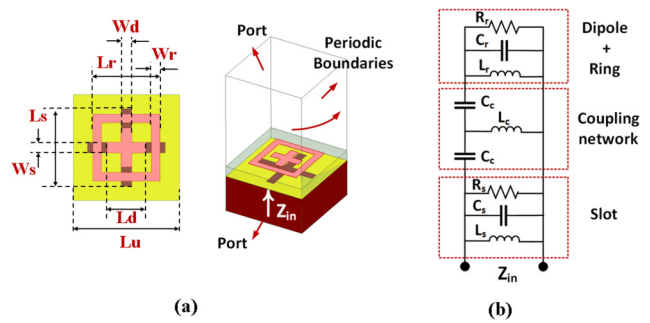 Wd
Wr
Lr
Ls
Ws
Ld
Lu
Port
Periodic
Boundaries
Zin
Port
(a)
Rr
Cr
Lr
Dipole
+
Ring
Cc
Lc
Cc
Coupling
network
Rs
Cs
Ls
Slot
Zin
(b)